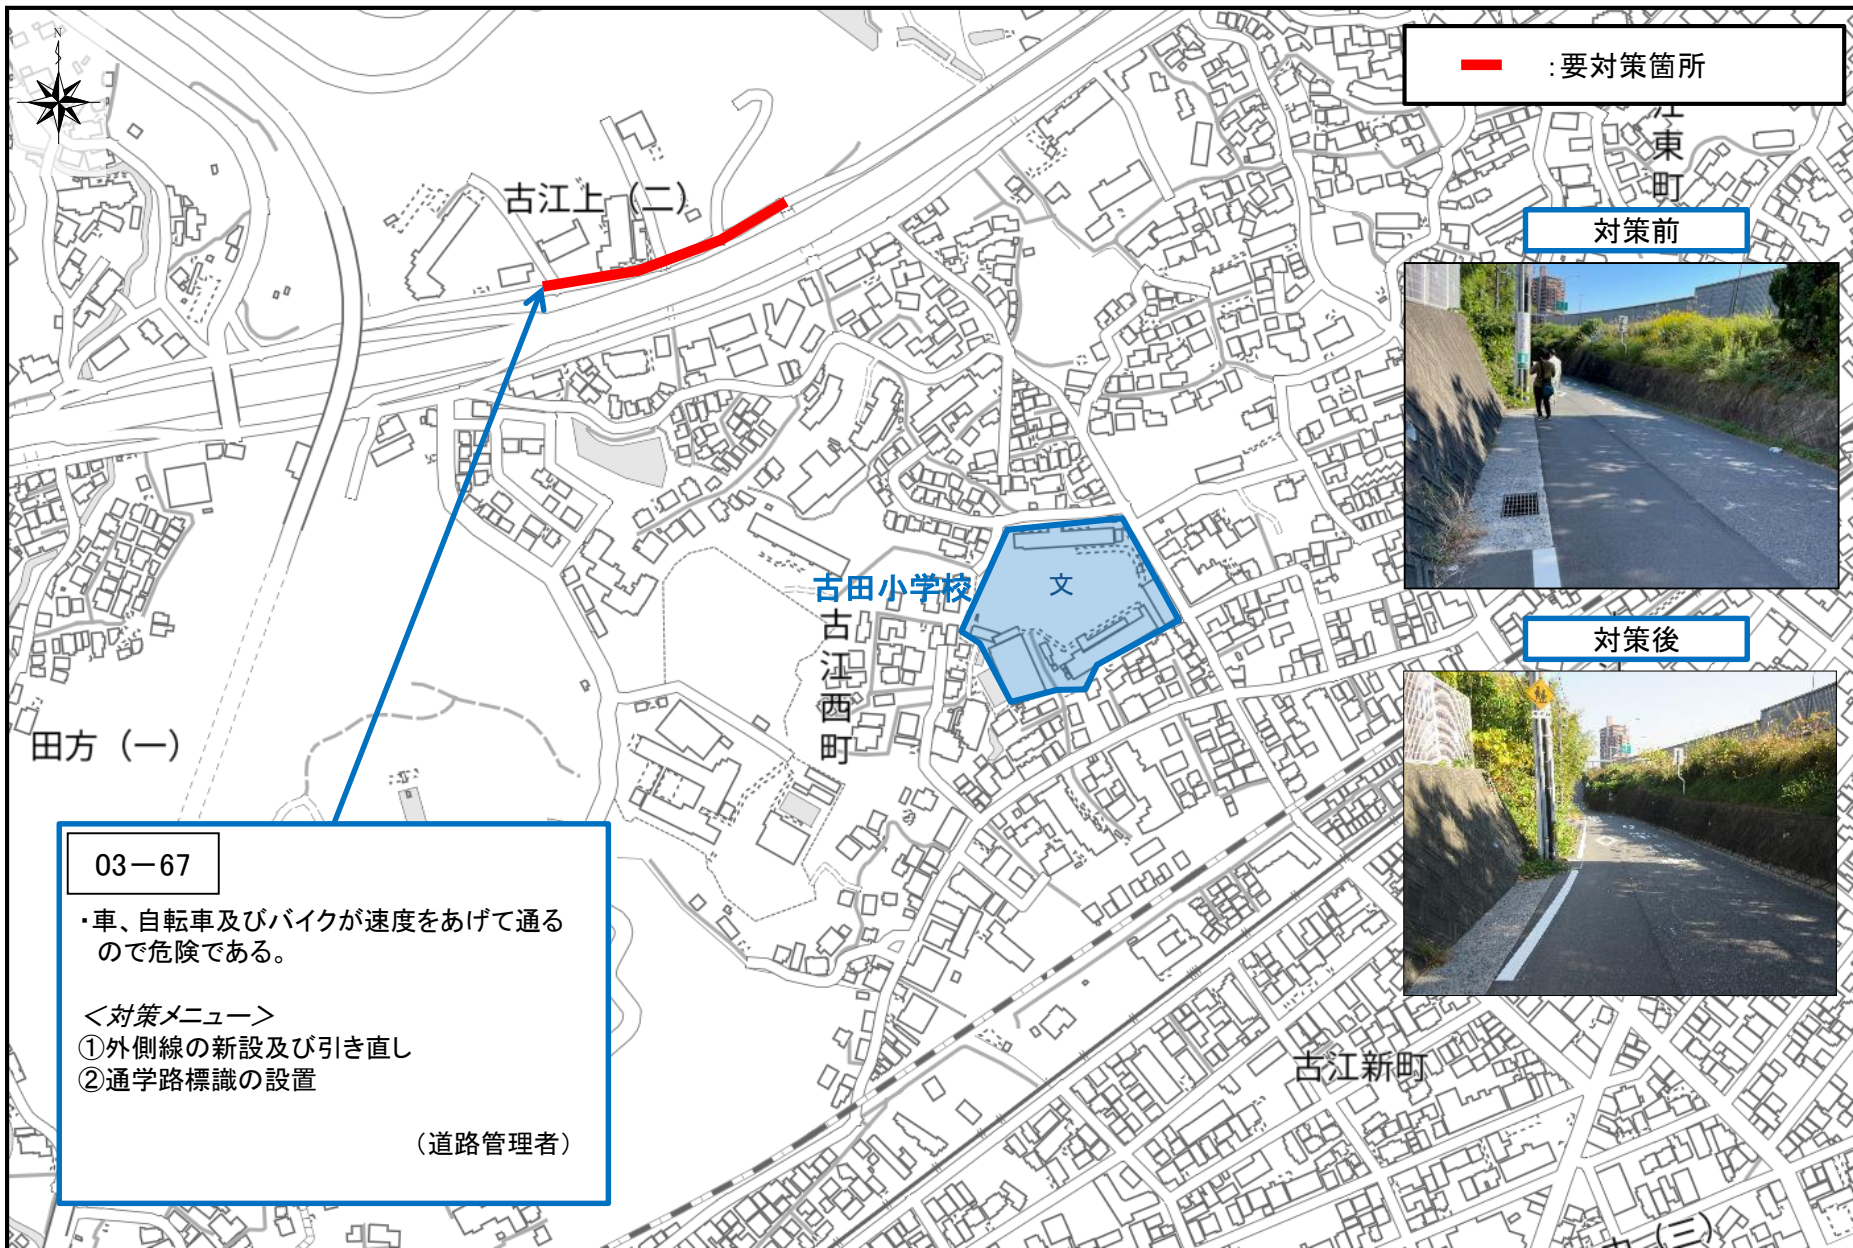 N
:要対策箇所
江東町
古江上（二）
対策前
古田小学校
文
対策後
古江西町
田方（一）
03－67
・車、自転車及びバイクが速度をあげて通る
ので危険である。
＜対策メニュー＞
①外側線の新設及び引き直し
②通学路標識の設置
（道路管理者）
古江新町
（三）